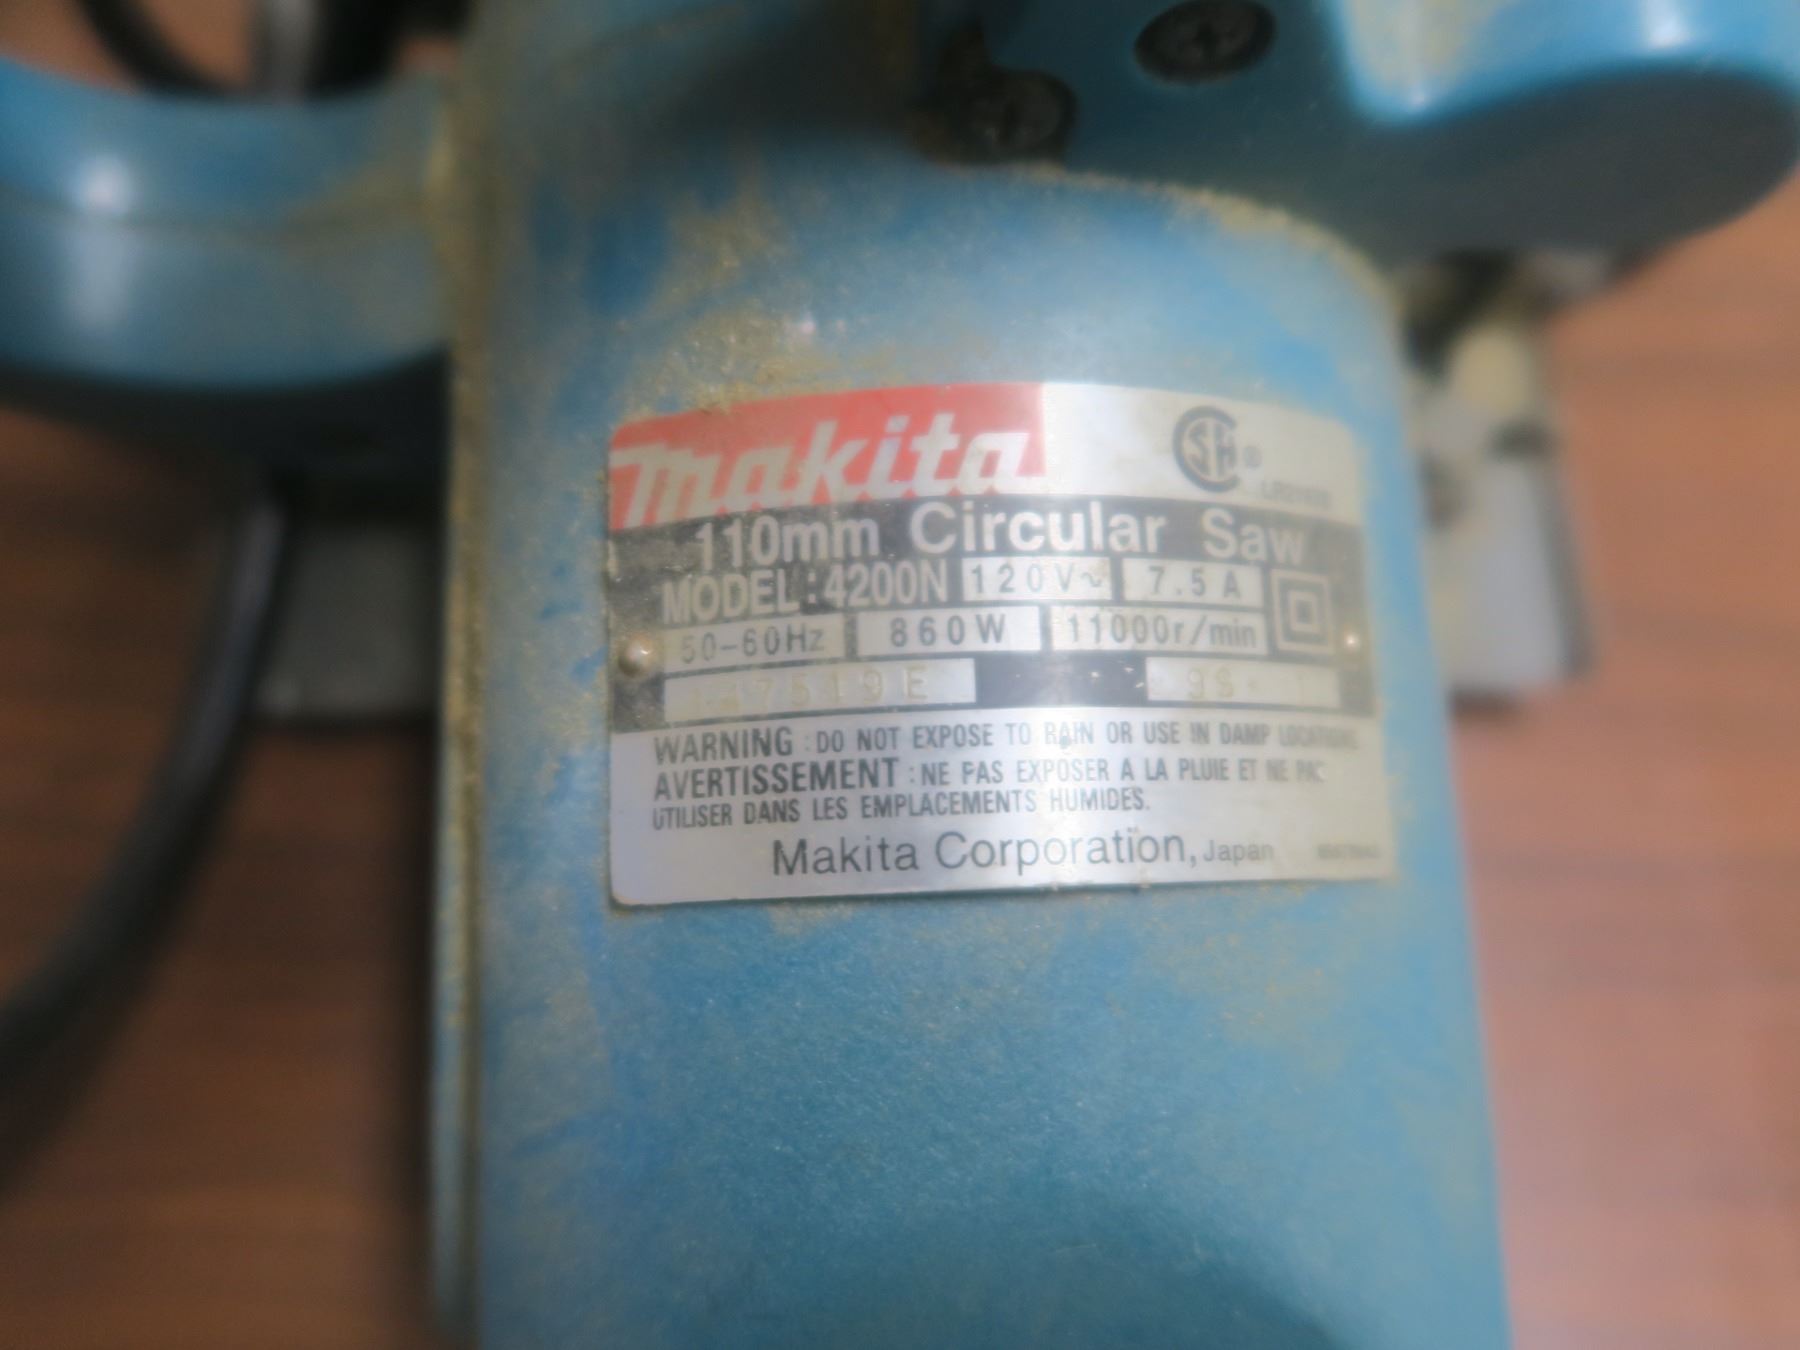 makita
CSA ®
110mm Circular Saw
MODEL:4200N 120V~ 7.5A
50-60Hz 860W 11000r/min
WARNING :DO NOT EXPOSE TO RAIN OR USE IN DAMP LOCATIONS.
AVERTISSEMENT :NE PAS EXPOSER A LA PLUIE ET NE PAS
UTILISER DANS LES EMPLACEMENTS HUMIDES.
Makita Corporation, Japan